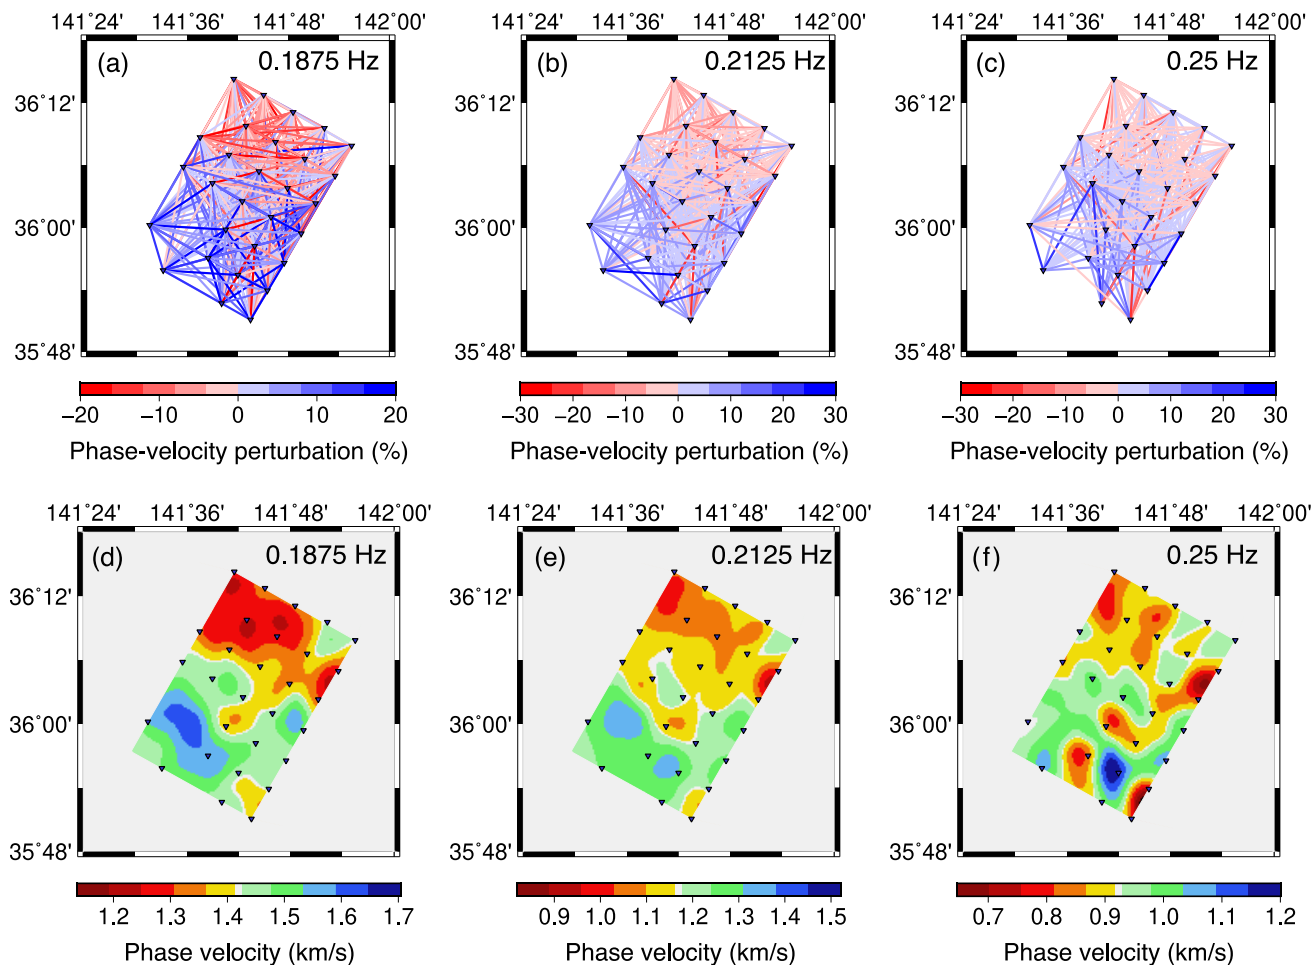 141˚24' 141˚36' 141˚48' 142˚00'
(a) 0.1875 Hz
36˚12'
36˚00'
35˚48'
−20 −10 0 10 20
Phase-velocity perturbation (%)
141˚24' 141˚36' 141˚48' 142˚00'
(b) 0.2125 Hz
36˚12'
36˚00'
35˚48'
−30 −20 −10 0 10 20 30
Phase-velocity perturbation (%)
141˚24' 141˚36' 141˚48' 142˚00'
(c) 0.25 Hz
36˚12'
36˚00'
35˚48'
−30 −20 −10 0 10 20 30
Phase-velocity perturbation (%)
141˚24' 141˚36' 141˚48' 142˚00'
(d) 0.1875 Hz
36˚12'
36˚00'
35˚48'
1.2 1.3 1.4 1.5 1.6 1.7
Phase velocity (km/s)
141˚24' 141˚36' 141˚48' 142˚00'
(e) 0.2125 Hz
36˚12'
36˚00'
35˚48'
0.9 1.0 1.1 1.2 1.3 1.4 1.5
Phase velocity (km/s)
141˚24' 141˚36' 141˚48' 142˚00'
(f) 0.25 Hz
36˚12'
36˚00'
35˚48'
0.7 0.8 0.9 1.0 1.1 1.2
Phase velocity (km/s)